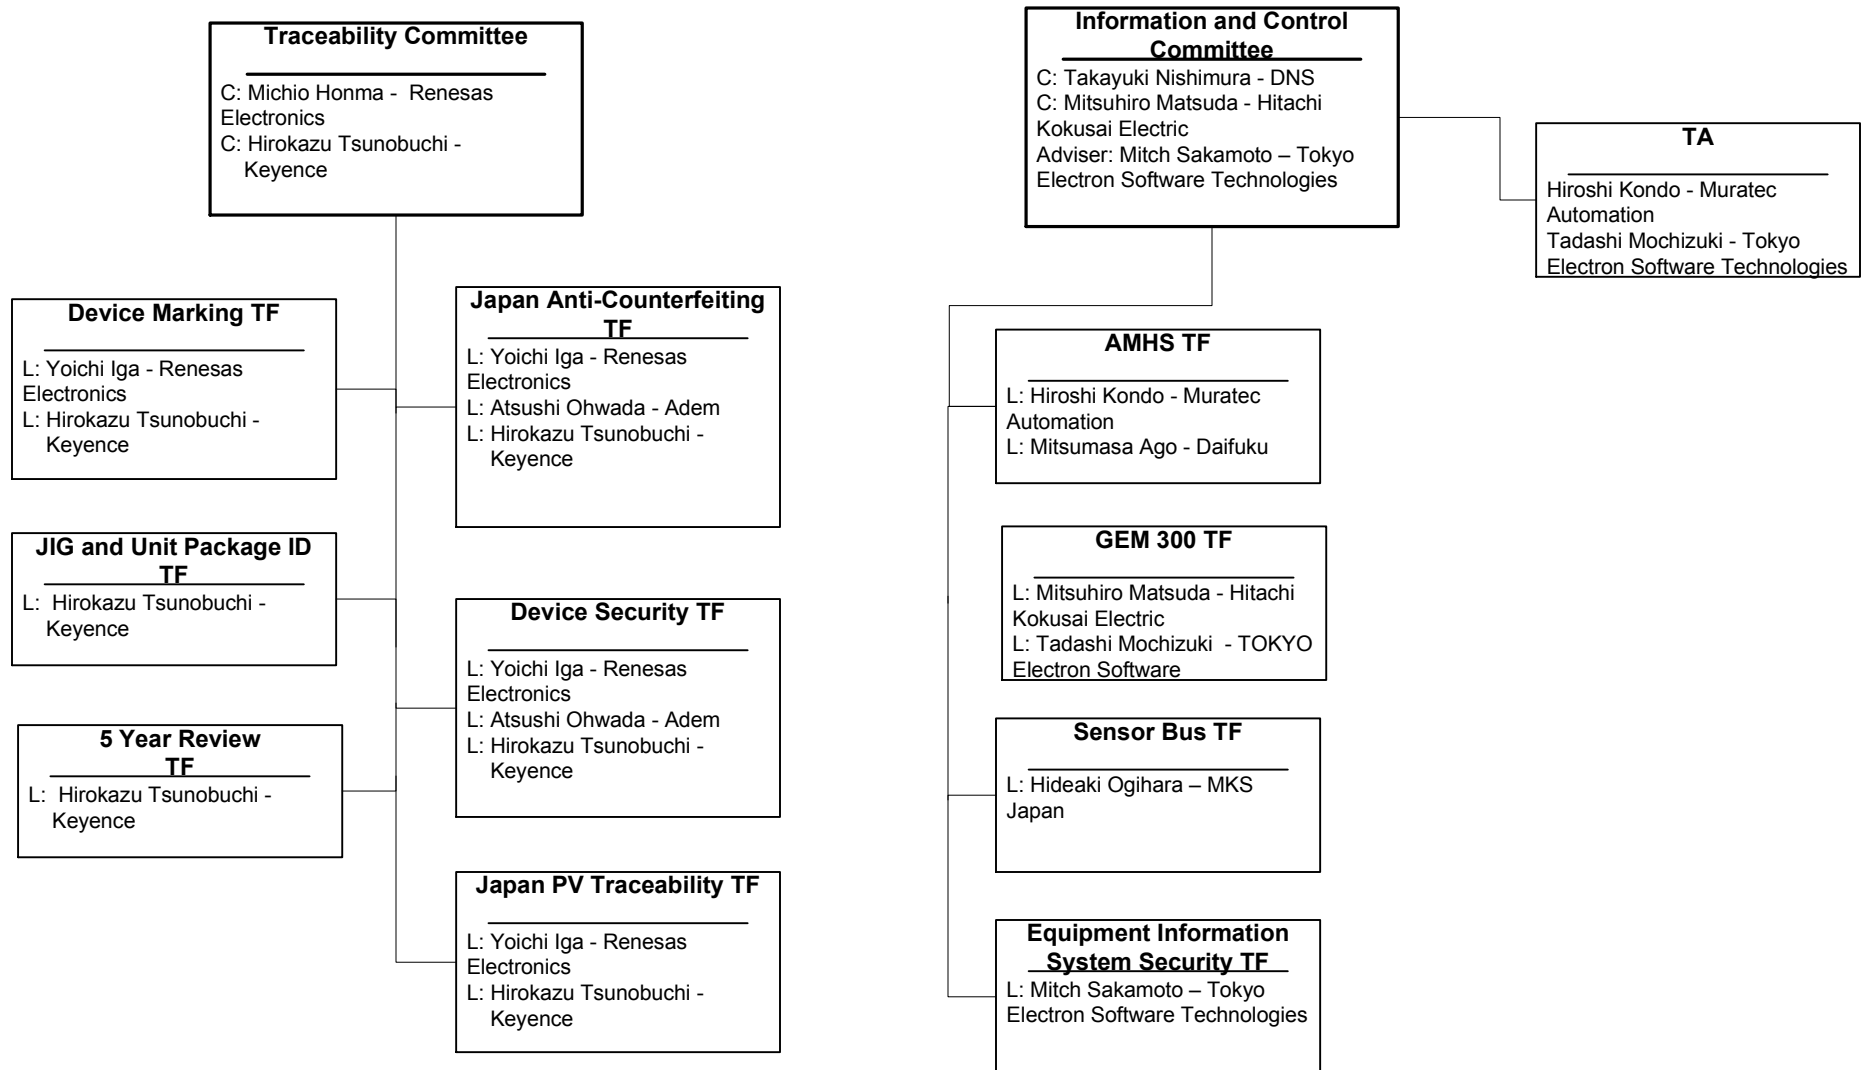 Traceability Committee
C: Michio Honma - Renesas
Electronics
C: Hirokazu Tsunobuchi -
Keyence
Information and Control
Committee
C: Takayuki Nishimura - DNS
C: Mitsuhiro Matsuda - Hitachi
Kokusai Electric
Adviser: Mitch Sakamoto – Tokyo
Electron Software Technologies
TA
Hiroshi Kondo - Muratec
Automation
Tadashi Mochizuki - Tokyo
Electron Software Technologies
Device Marking TF
L: Yoichi Iga - Renesas
Electronics
L: Hirokazu Tsunobuchi -
Keyence
Japan Anti-Counterfeiting
TF
L: Yoichi Iga - Renesas
Electronics
L: Atsushi Ohwada - Adem
L: Hirokazu Tsunobuchi -
Keyence
AMHS TF
L: Hiroshi Kondo - Muratec
Automation
L: Mitsumasa Ago - Daifuku
JIG and Unit Package ID
TF
L: Hirokazu Tsunobuchi -
Keyence
Device Security TF
L: Yoichi Iga - Renesas
Electronics
L: Atsushi Ohwada - Adem
L: Hirokazu Tsunobuchi -
Keyence
GEM 300 TF
L: Mitsuhiro Matsuda - Hitachi
Kokusai Electric
L: Tadashi Mochizuki - TOKYO
Electron Software
5 Year Review
TF
L: Hirokazu Tsunobuchi -
Keyence
Sensor Bus TF
L: Hideaki Ogihara – MKS
Japan
Japan PV Traceability TF
L: Yoichi Iga - Renesas
Electronics
L: Hirokazu Tsunobuchi -
Keyence
Equipment Information
System Security TF
L: Mitch Sakamoto – Tokyo
Electron Software Technologies